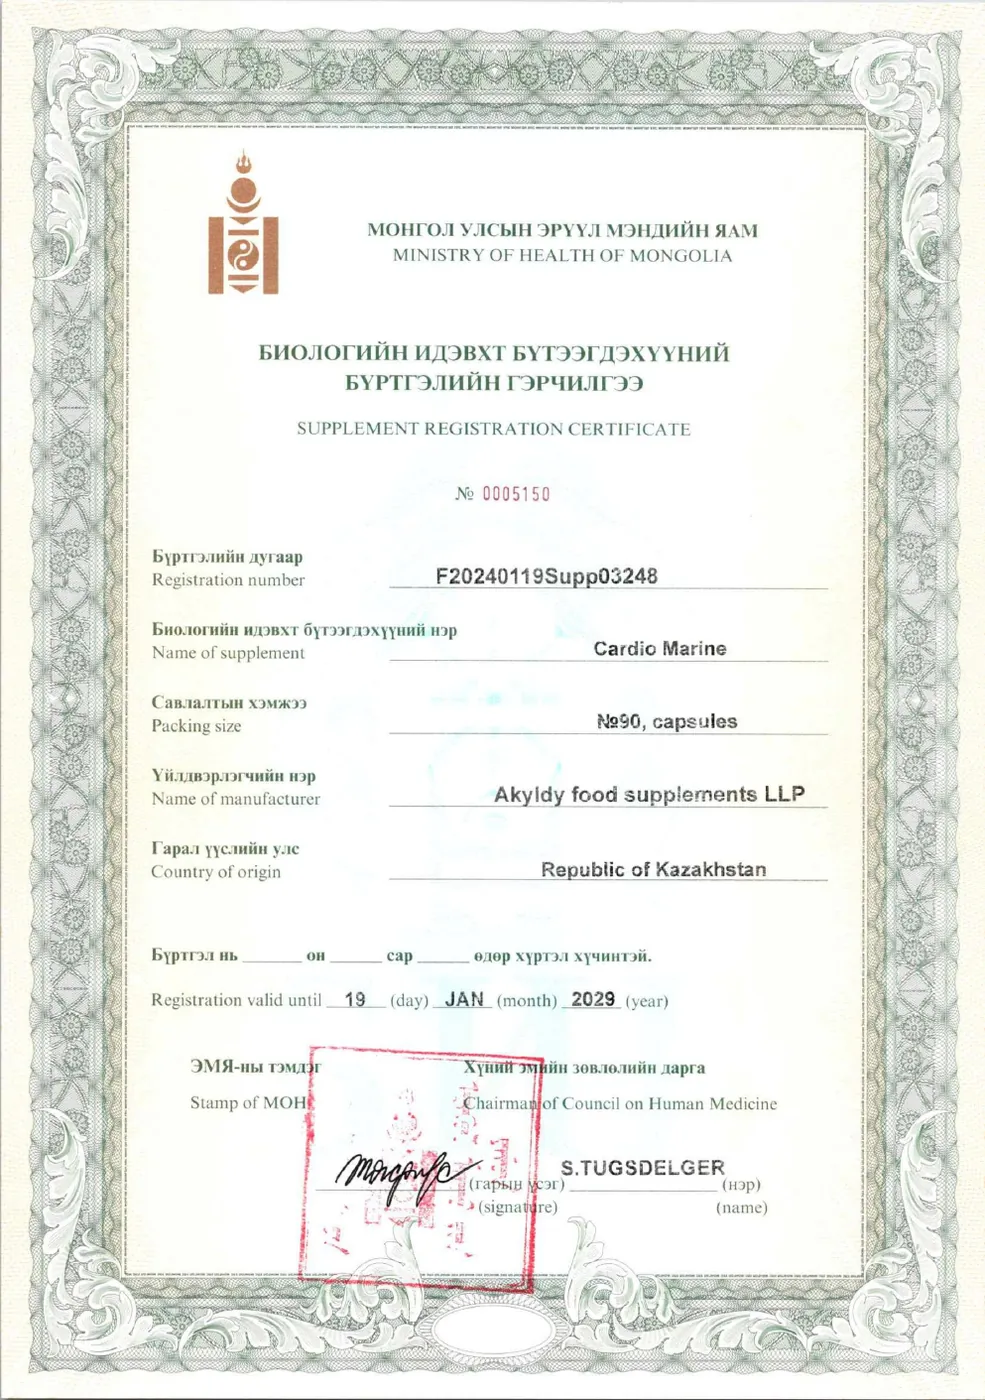 МОНГОЛ УЛСЫН ЭРҮҮЛ МЭНДИЙН ЯАМ
MINISTRY OF HEALTH OF MONGOLIA
БИОЛОГИЙН ИДЭВХТ БҮТЭЭГДЭХҮҮНИЙ
БҮРТГЭЛИЙН ГЭРЧИЛГЭЭ
SUPPLEMENT REGISTRATION CERTIFICATE
№ 0005150
Бүртгэлийн дугаар
Registration number F20240119Supp03248
Биологийн идэвхт бүтээгдэхүүний нэр
Name of supplement Cardio Marine
Савлалтын хэмжээ
Packing size №90, capsules
Үйлдвэрлэгчийн нэр
Name of manufacturer Akyldy food supplements LLP
Гарал үүслийн улс
Country of origin Republic of Kazakhstan
Бүртгэл нь ______ он ______ сар ______ өдөр хүртэл хүчинтэй.
Registration valid until 19 (day) JAN (month) 2029 (year)
ЭМЯ-ны тэмдэг Хүний эмийн зөвлөлийн дарга
Stamp of MOH Chairman of Council on Human Medicine
S.TUGSDELGER
(гарын үсэг) (нэр)
(signature) (name)